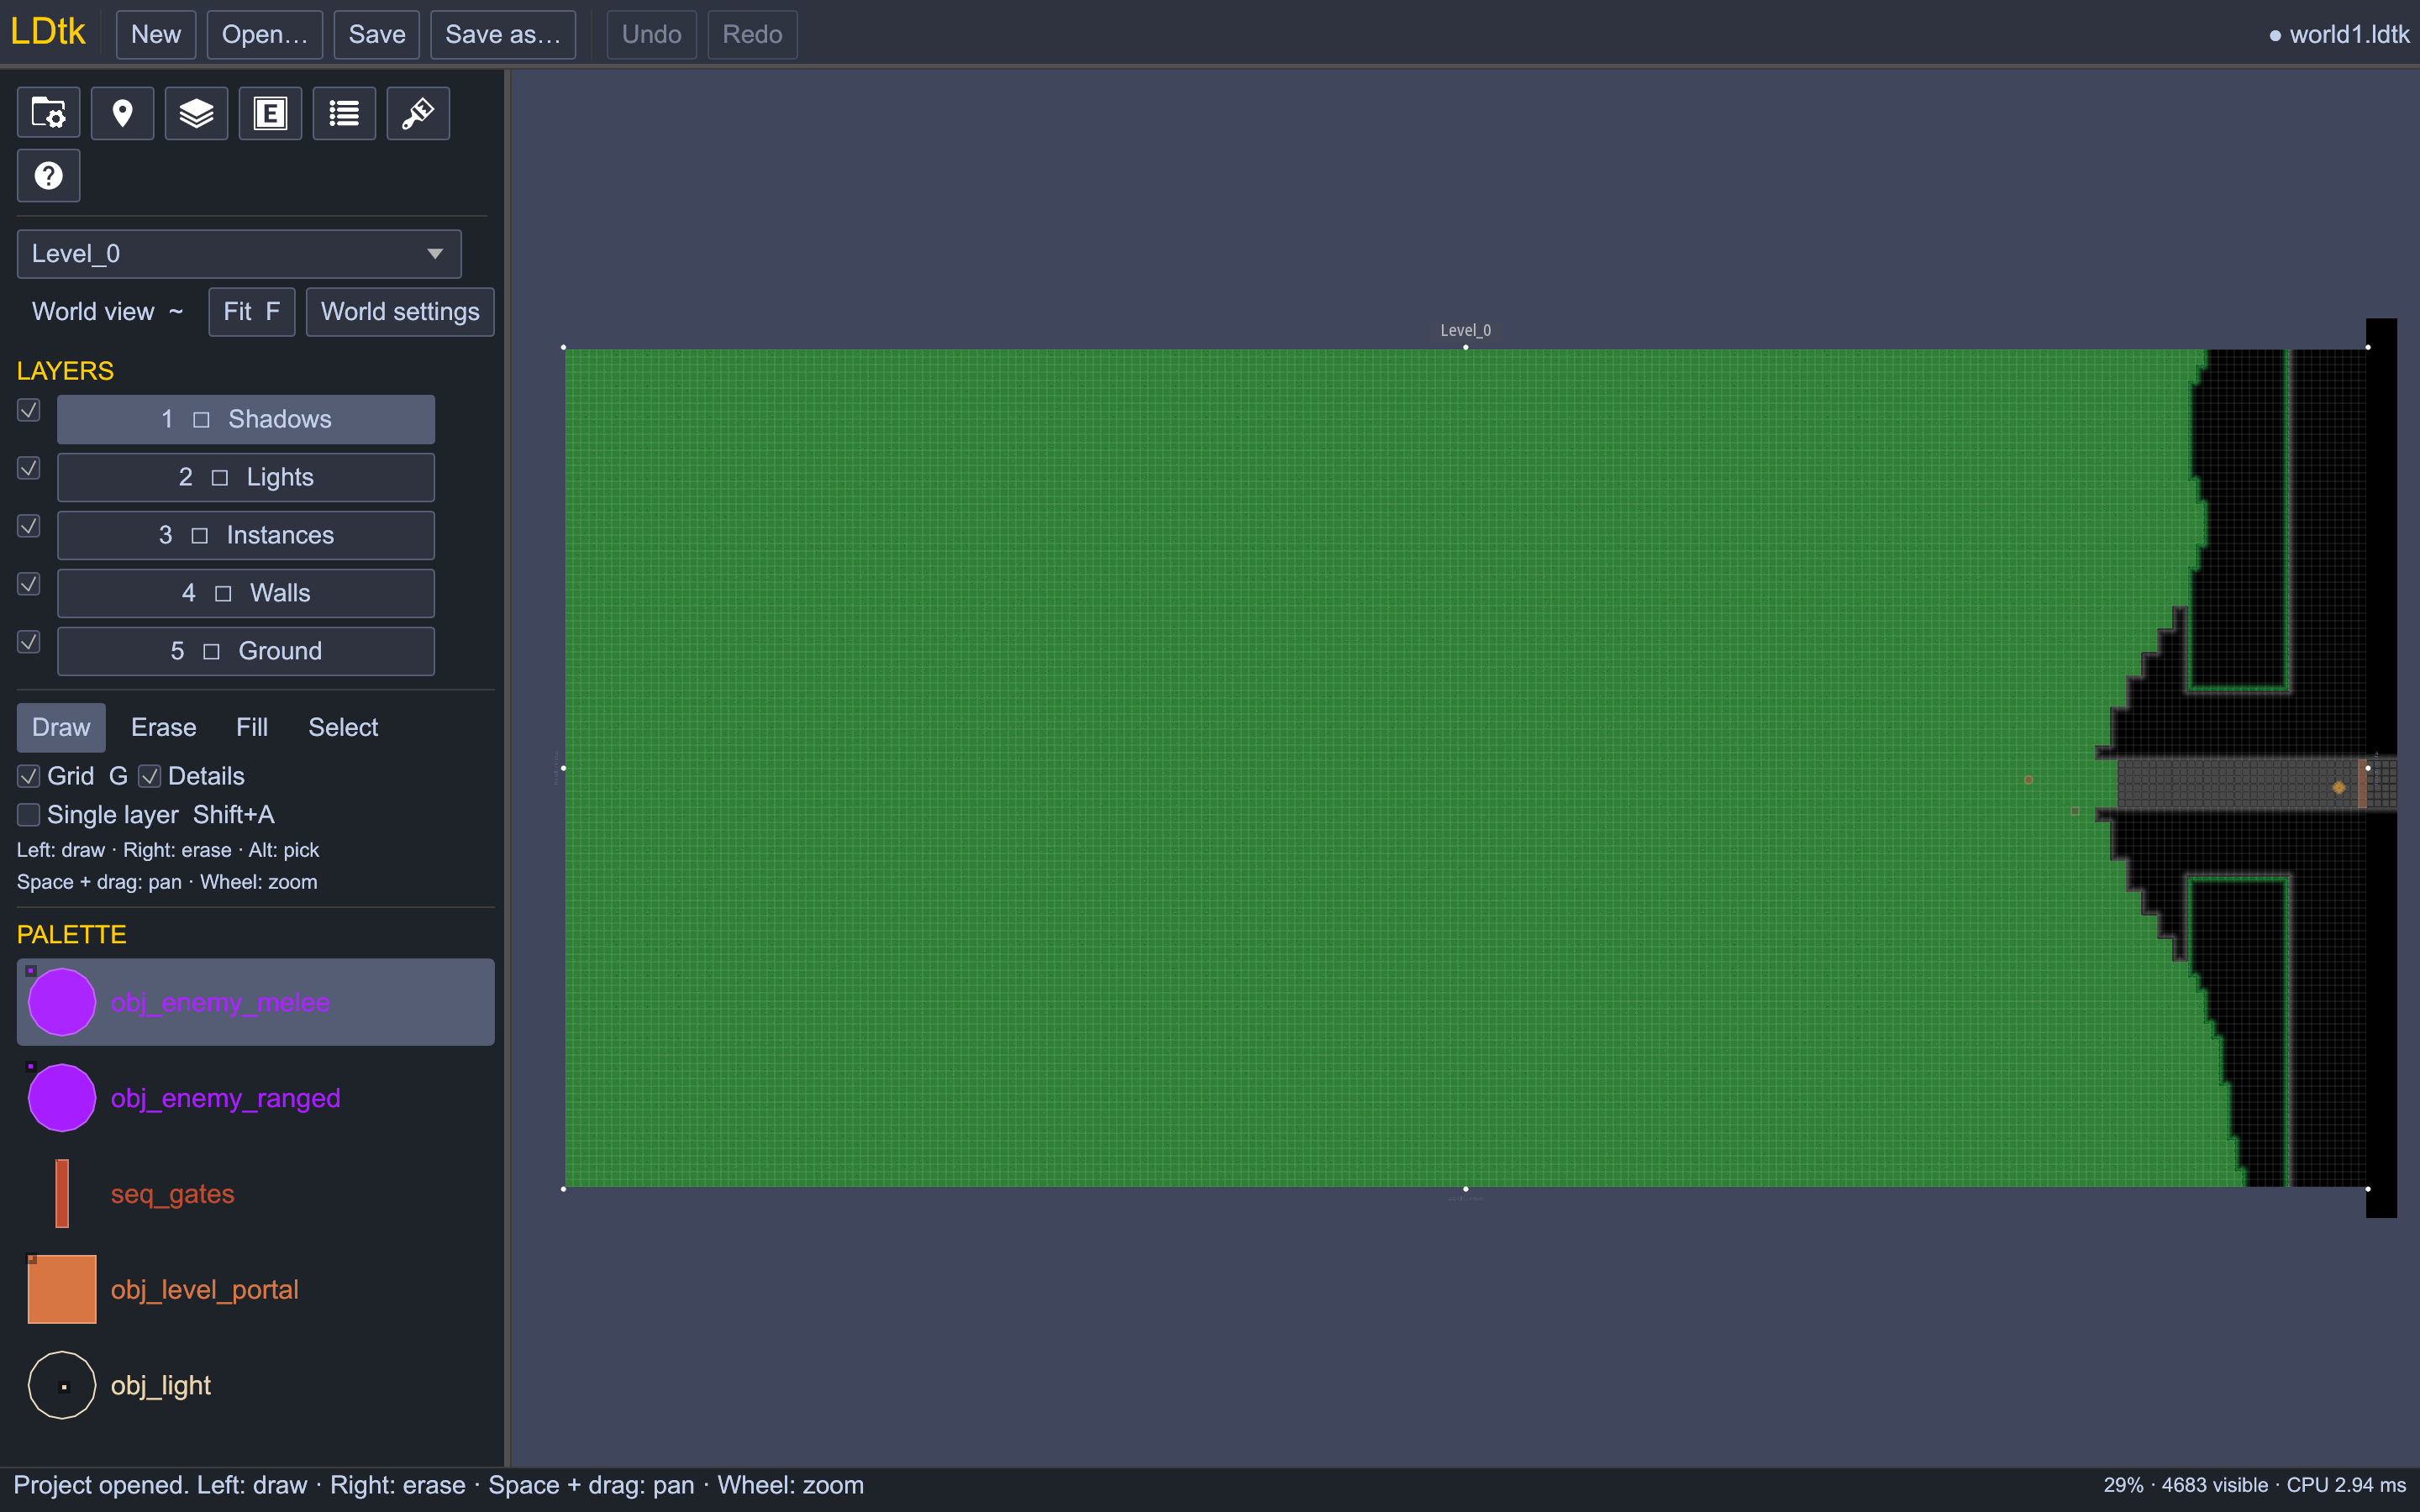 LDtk New Open… Save Save as… Undo Redo ● world1.ldtk
E
?
Level_0
World view ~ Fit F World settings
LAYERS
1 □ Shadows
2 □ Lights
3 □ Instances
4 □ Walls
5 □ Ground
Draw Erase Fill Select
Grid G Details
Single layer Shift+A
Left: draw · Right: erase · Alt: pick
Space + drag: pan · Wheel: zoom
PALETTE
obj_enemy_melee
obj_enemy_ranged
seq_gates
obj_level_portal
obj_light
Level_0
Project opened. Left: draw · Right: erase · Space + drag: pan · Wheel: zoom
29% · 4683 visible · CPU 2.94 ms